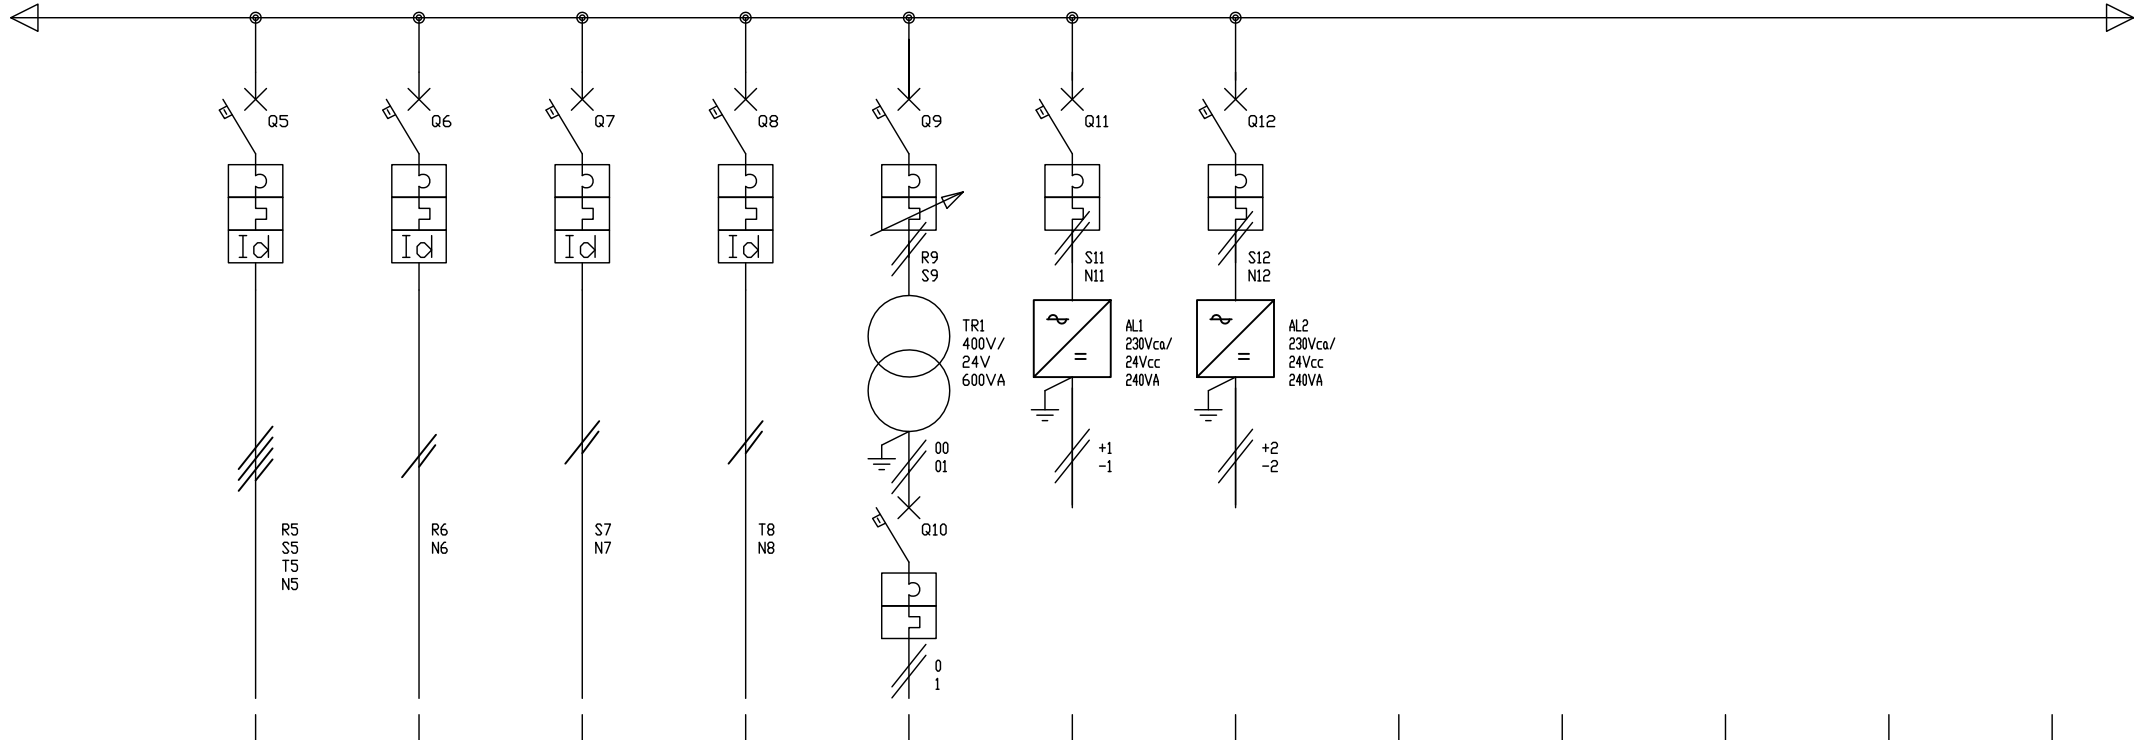 Q5
Q6
Q7
Q8
Q9
Q11
Q12
Id
Id
Id
Id
R9
S9
S11
N11
S12
N12
TR1
400V/
24V
600VA
AL1
230Vca/
24Vcc
240VA
AL2
230Vca/
24Vcc
240VA
00
01
+1
-1
+2
-2
R5
S5
T5
N5
R6
N6
S7
N7
T8
N8
Q10
0
1